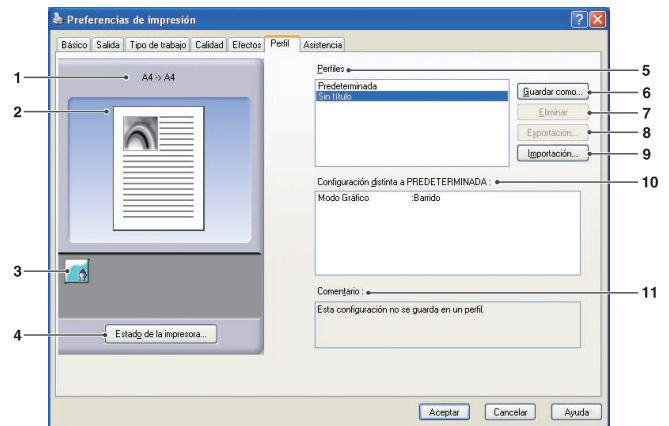 Preferencias de impresión
Básico Salida Tipo de trabajo Calidad Efectos Perfil Asistencia
1 A4 -> A4
2
3
4 Estado de la impresora...
Perfiles 5
Predeterminada
Sin título
Guardar como... 6
Eliminar 7
Exportación... 8
Importación... 9
Configuración distinta a PREDETERMINADA : 10
Modo Gráfico :Barrido
Comentario : 11
Esta configuración no se guarda en un perfil.
Aceptar Cancelar Ayuda